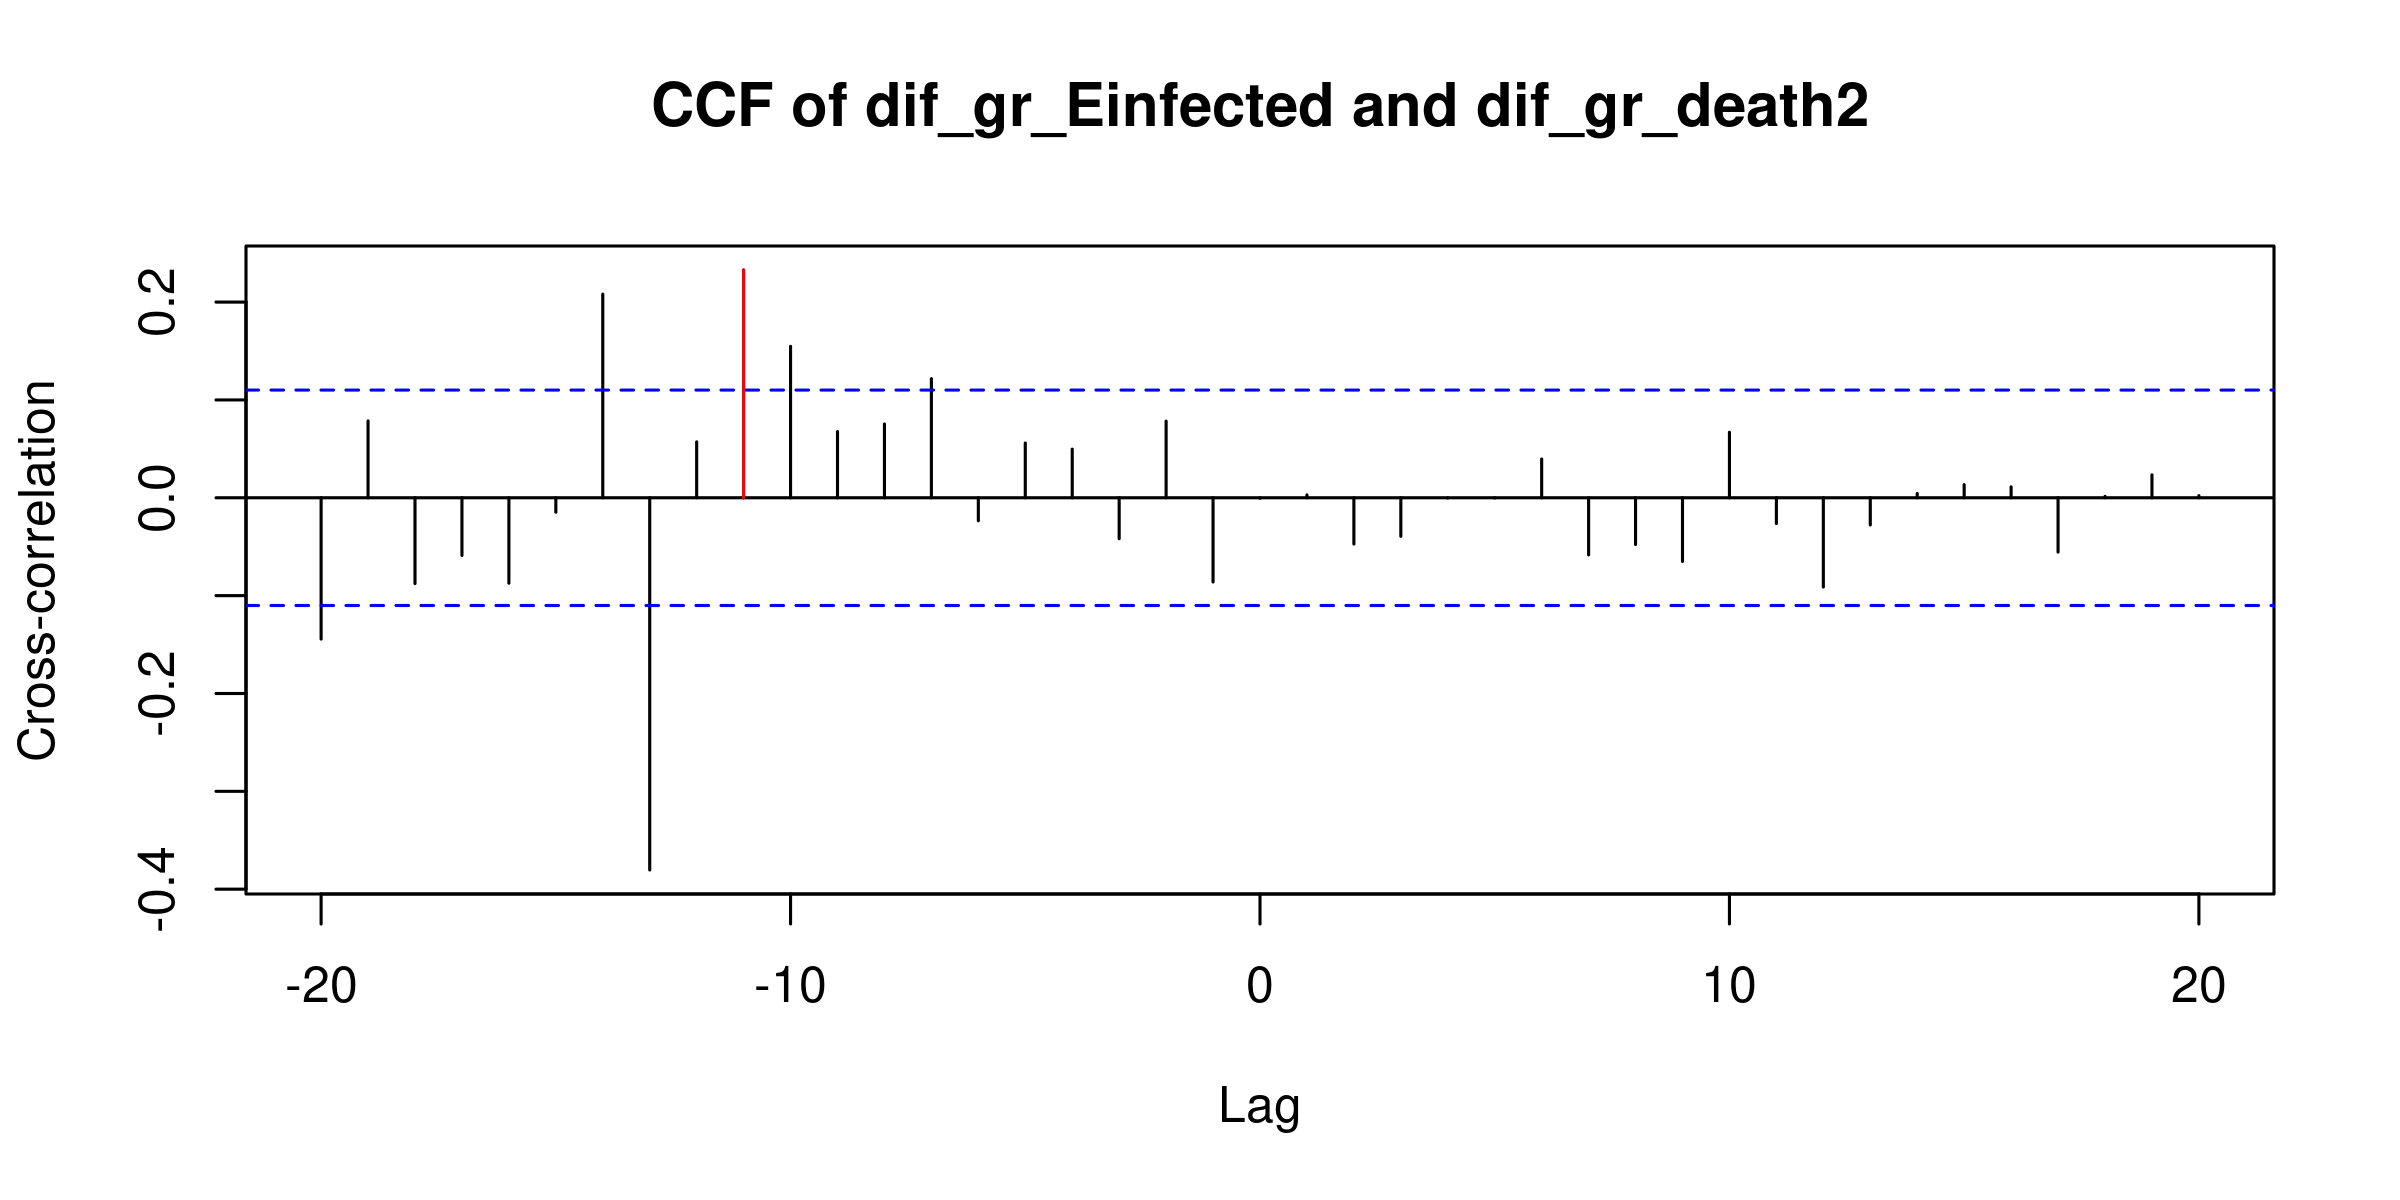 CCF of dif_gr_Einfected and dif_gr_death2
Cross-correlation
0.2
0.0
-0.2
-0.4
-20 -10 0 10 20
Lag